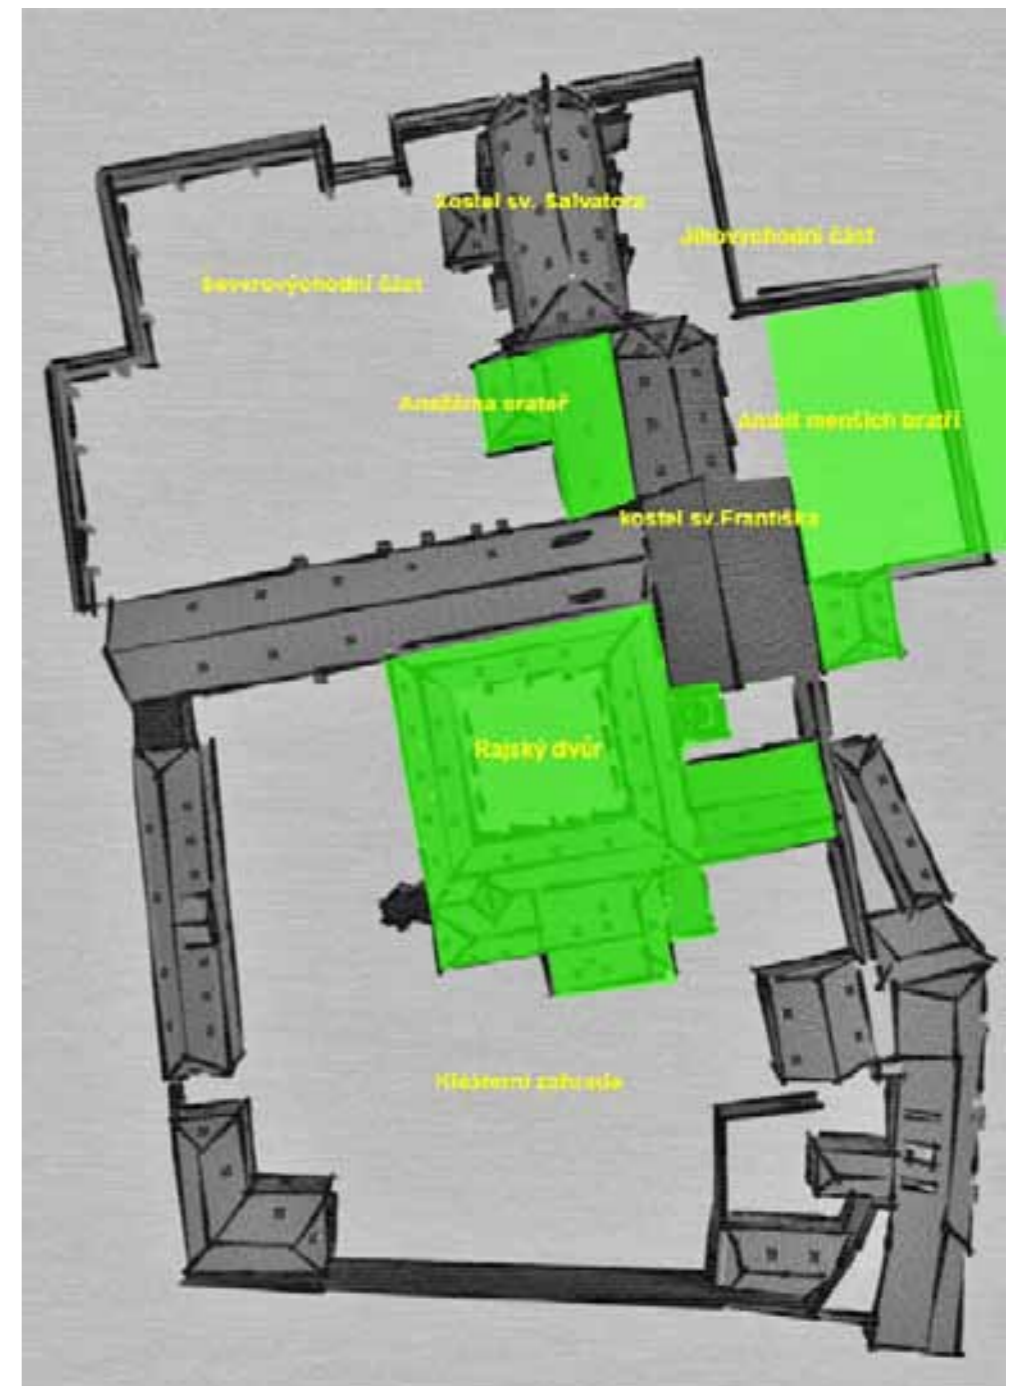 kostel sv. Salvatora
Jihovýchodní část
Severovýchodní část
Anežčina oratoř
Ambit menších bratří
kostel sv.Františka
Rajský dvůr
Klášterní zahrada